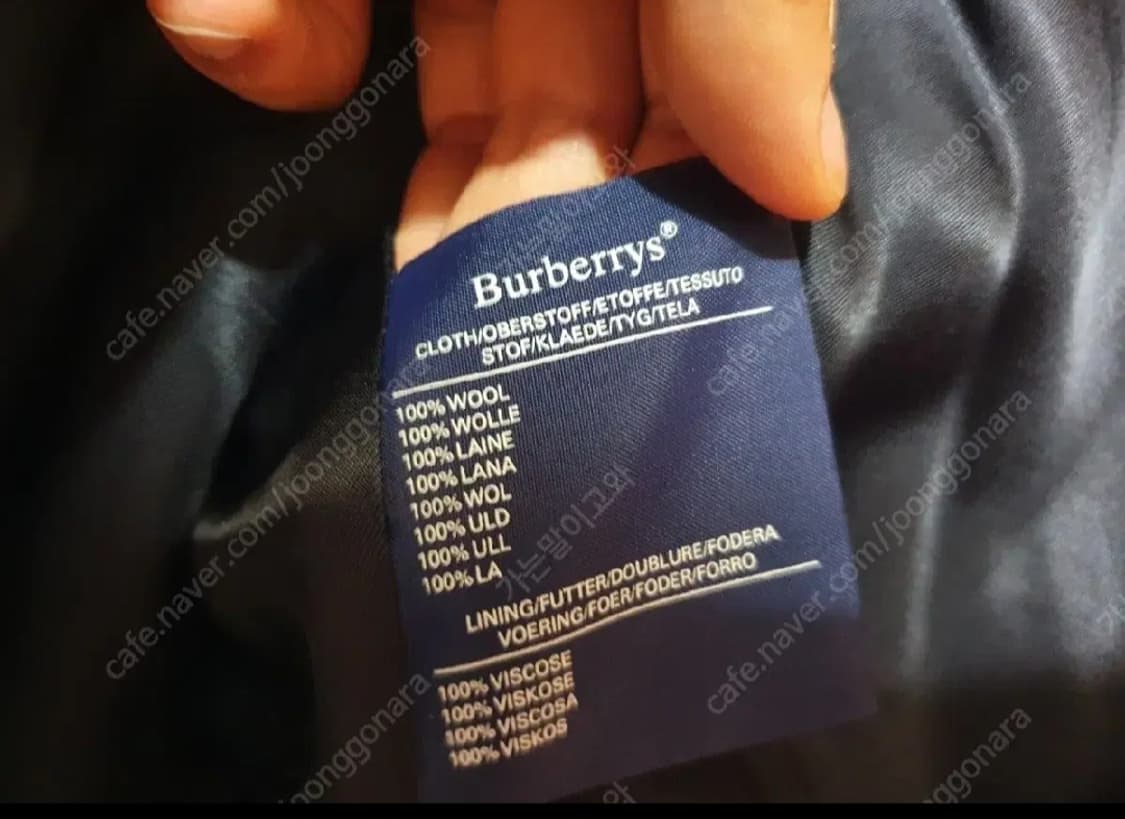 Burberrys®
CLOTH/OBERSTOFF/ETOFFE/TESSUTO
STOF/KLAEDE/TYG/TELA
100% WOOL
100% WOLLE
100% LAINE
100% LANA
100% WOL
100% ULD
100% ULL
100% LA
LINING/FUTTER/DOUBLURE/FODERA
VOERING/FOER/FODER/FORRO
100% VISCOSE
100% VISKOSE
100% VISCOSA
100% VISKOS
cafe.naver.com/joonggonara
cafe.naver.com/joonggonara
cafe.naver.com/joonggonara
cafe.naver.com/joonggonara
joonggonara
joonggonara